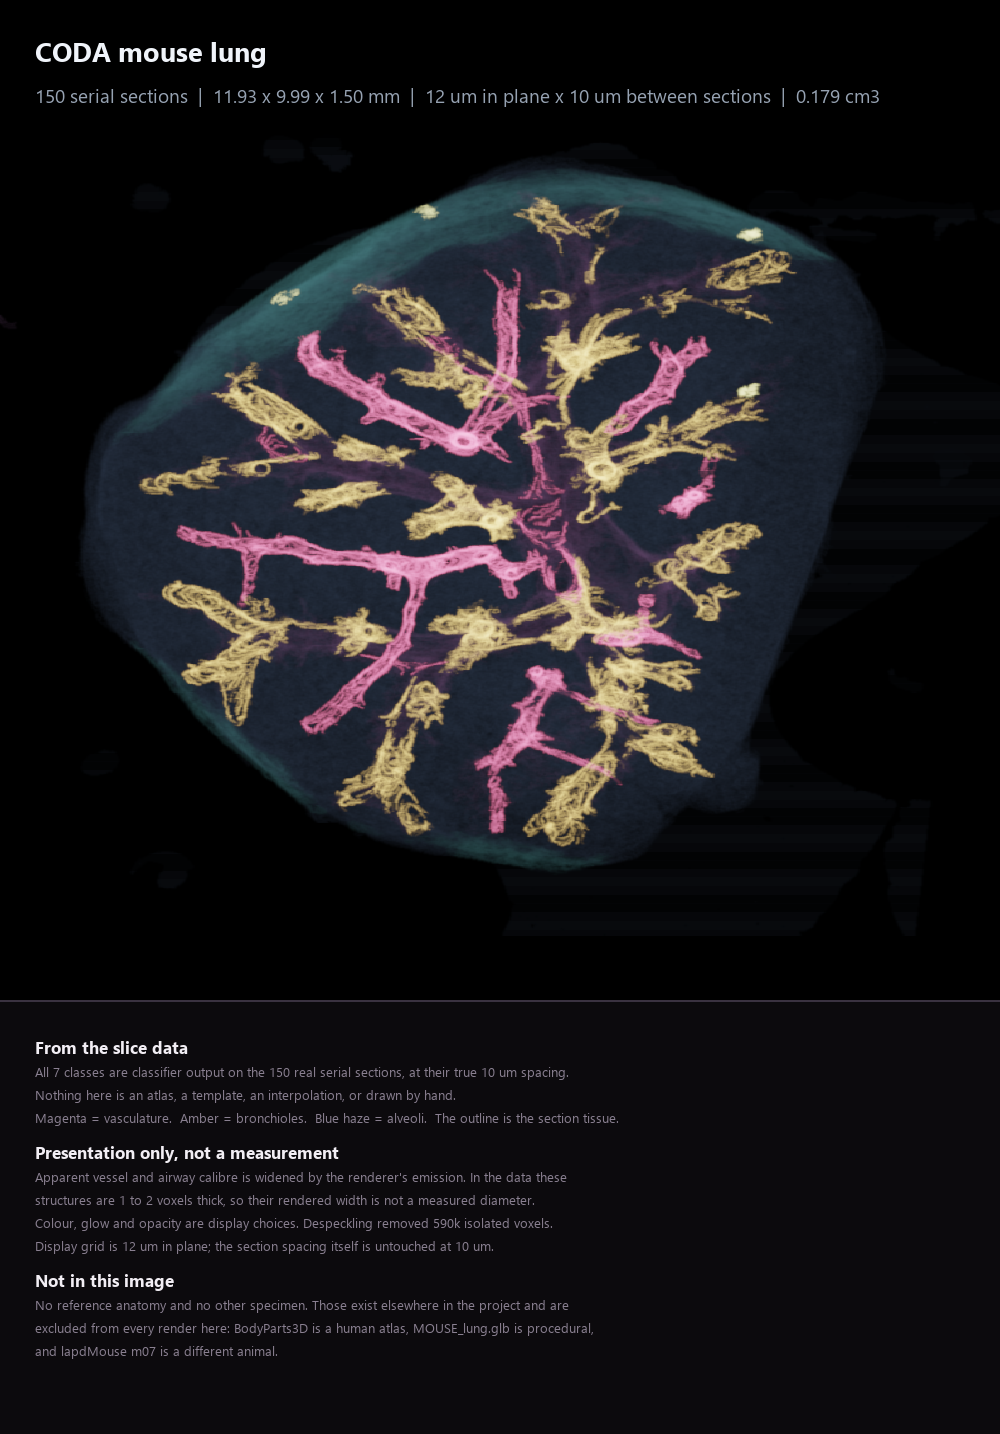 CODA mouse lung
150 serial sections | 11.93 x 9.99 x 1.50 mm | 12 um in plane x 10 um between sections | 0.179 cm3
From the slice data
All 7 classes are classifier output on the 150 real serial sections, at their true 10 um spacing.
Nothing here is an atlas, a template, an interpolation, or drawn by hand.
Magenta = vasculature. Amber = bronchioles. Blue haze = alveoli. The outline is the section tissue.
Presentation only, not a measurement
Apparent vessel and airway calibre is widened by the renderer's emission. In the data these
structures are 1 to 2 voxels thick, so their rendered width is not a measured diameter.
Colour, glow and opacity are display choices. Despeckling removed 590k isolated voxels.
Display grid is 12 um in plane; the section spacing itself is untouched at 10 um.
Not in this image
No reference anatomy and no other specimen. Those exist elsewhere in the project and are
excluded from every render here: BodyParts3D is a human atlas, MOUSE_lung.glb is procedural,
and lapdMouse m07 is a different animal.